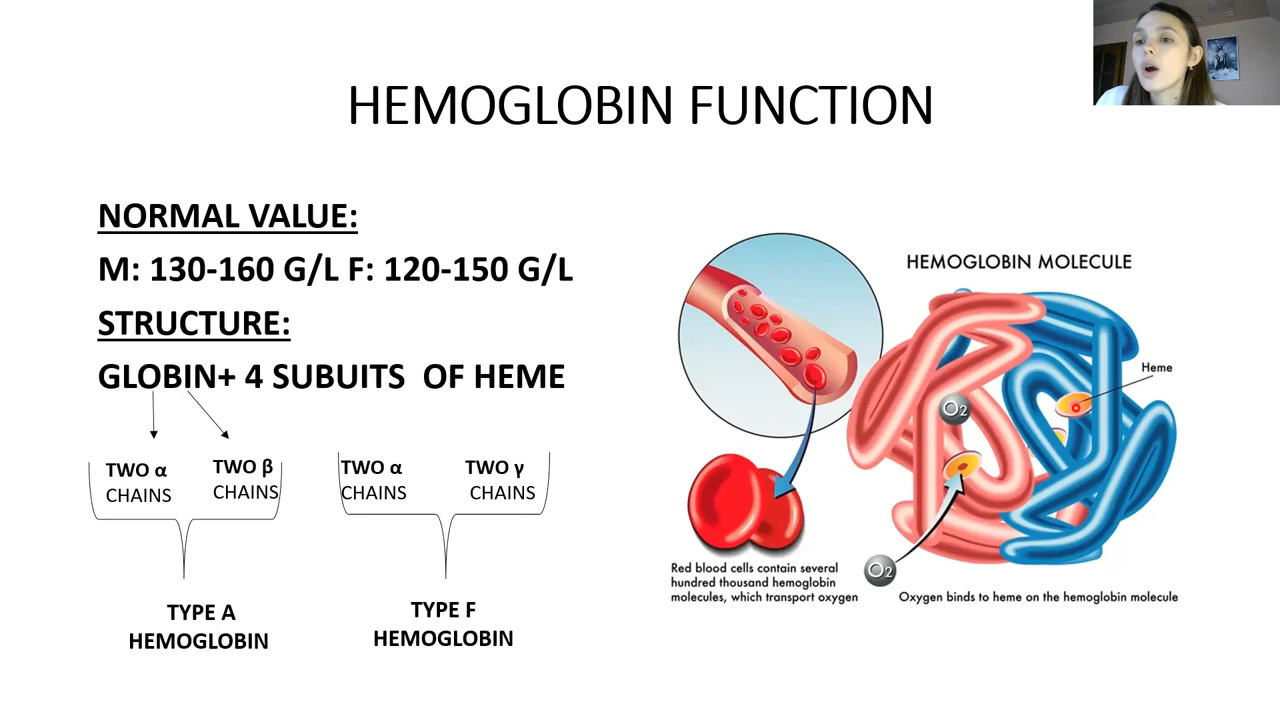 HEMOGLOBIN FUNCTION
NORMAL VALUE:
M: 130-160 G/L F: 120-150 G/L
STRUCTURE:
GLOBIN+ 4 SUBUITS OF HEME
TWO α
CHAINS
TWO β
CHAINS
TWO α
CHAINS
TWO γ
CHAINS
TYPE A
HEMOGLOBIN
TYPE F
HEMOGLOBIN
HEMOGLOBIN MOLECULE
Heme
O2
O2
Red blood cells contain several
hundred thousand hemoglobin
molecules, which transport oxygen
Oxygen binds to heme on the hemoglobin molecule